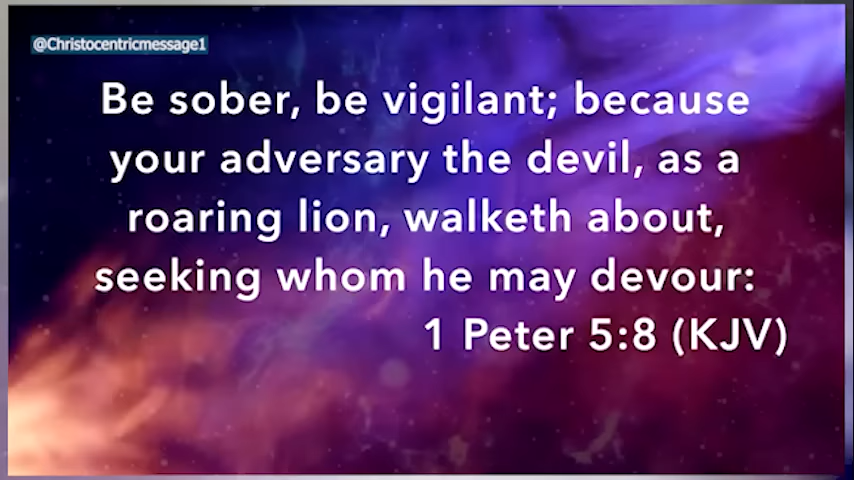 @Christocentricmessage1
Be sober, be vigilant; because
your adversary the devil, as a
roaring lion, walketh about,
seeking whom he may devour:
1 Peter 5:8 (KJV)